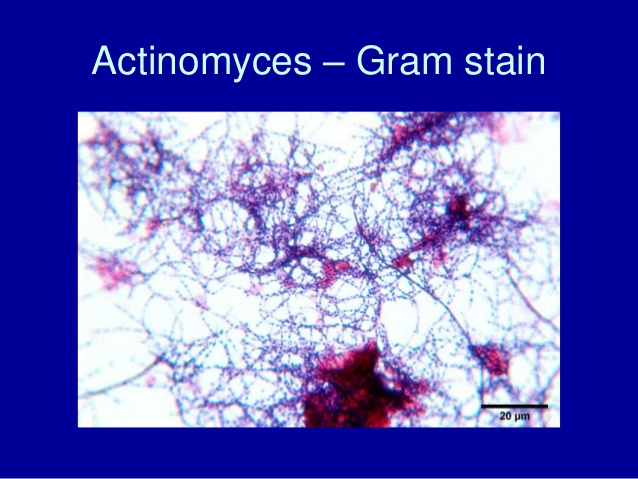 Actinomyces – Gram stain
20 µm